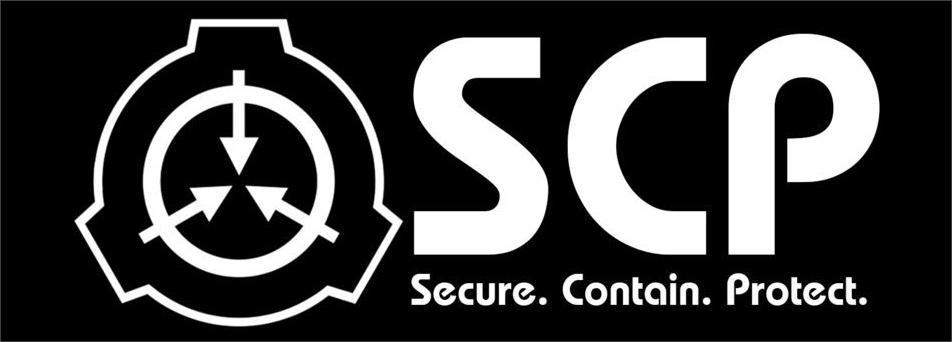 SCP
Secure. Contain. Protect.